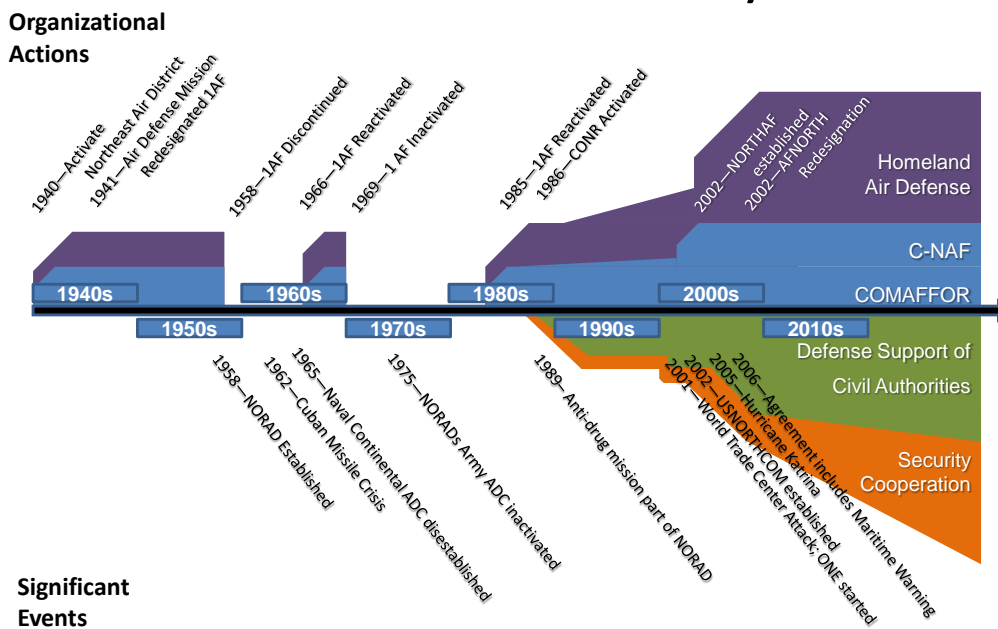 Organizational
Actions
1940—Activate
Northeast Air District
1941—Air Defense Mission
Redesignated 1AF
1958—1AF Discontinued
1966—1AF Reactivated
1969—1 AF Inactivated
1985—1AF Reactivated
1986—CONR Activated
2002—NORTHAF
established
2002—AFNORTH
Redesignation
Homeland
Air Defense
C-NAF
COMAFFOR
1940s
1960s
1980s
2000s
1950s
1970s
1990s
2010s
Defense Support of
Civil Authorities
Security
Cooperation
1958—NORAD Established
1962—Cuban Missile Crisis
1965—Naval Continental ADC disestablished
1975—NORADs Army ADC inactivated
1989—Anti-drug mission part of NORAD
2001—World Trade Center Attack; ONE started
2002—USNORTHCOM established
2005—Hurricane Katrina
2006—Agreement includes Maritime Warning
Significant
Events